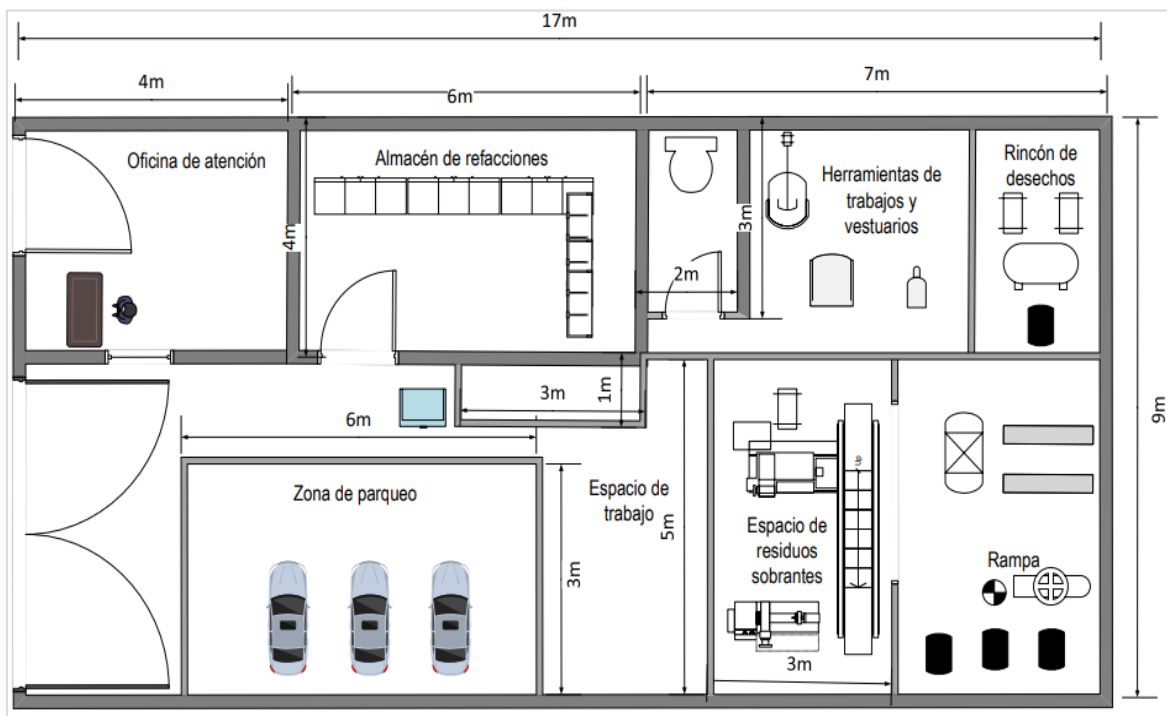 17m
4m
6m
7m
Oficina de atención
Almacén de refacciones
Herramientas de
trabajos y
vestuarios
Rincón de
desechos
4m
3m
2m
3m
1m
6m
9m
Zona de parqueo
Espacio de
trabajo
5m
3m
Up
Espacio de
residuos
sobrantes
Rampa
3m